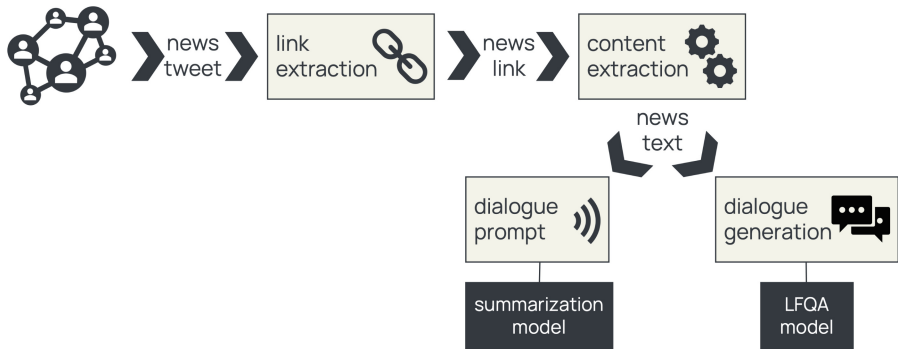 news
tweet
link
extraction
news
link
content
extraction
news
text
dialogue
prompt
dialogue
generation
summarization
model
LFQA
model